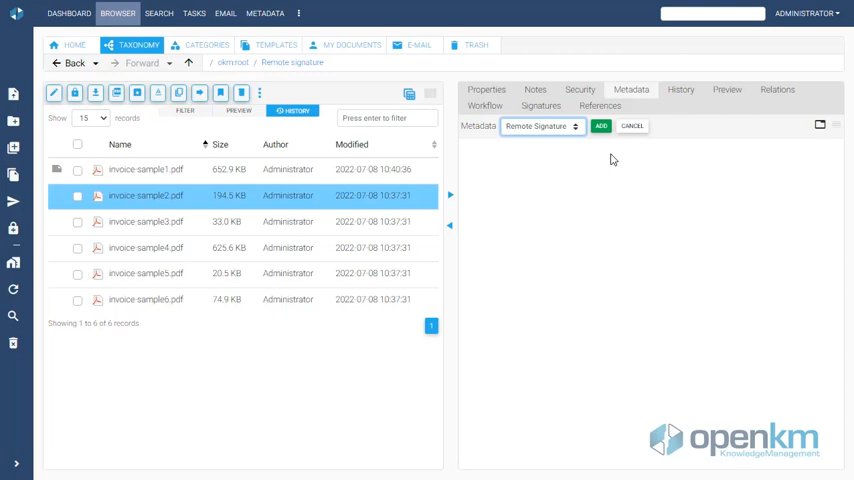 DASHBOARD BROWSER SEARCH TASKS EMAIL METADATA ADMINISTRATOR
HOME TAXONOMY CATEGORIES TEMPLATES MY DOCUMENTS E-MAIL TRASH
Back Forward / okm:root / Remote signature
Properties Notes Security Metadata History Preview Relations
Workflow Signatures References
FILTER PREVIEW HISTORY
Show 15 records Press enter to filter
Metadata Remote Signature ADD CANCEL
Name Size Author Modified
invoice-sample1.pdf 652.9 KB Administrator 2022-07-08 10:40:36
invoice-sample2.pdf 194.5 KB Administrator 2022-07-08 10:37:31
invoice-sample3.pdf 33.0 KB Administrator 2022-07-08 10:37:31
invoice-sample4.pdf 625.6 KB Administrator 2022-07-08 10:37:31
invoice-sample5.pdf 20.5 KB Administrator 2022-07-08 10:37:31
invoice-sample6.pdf 74.9 KB Administrator 2022-07-08 10:37:31
Showing 1 to 6 of 6 records 1
openkm
KnowledgeManagement